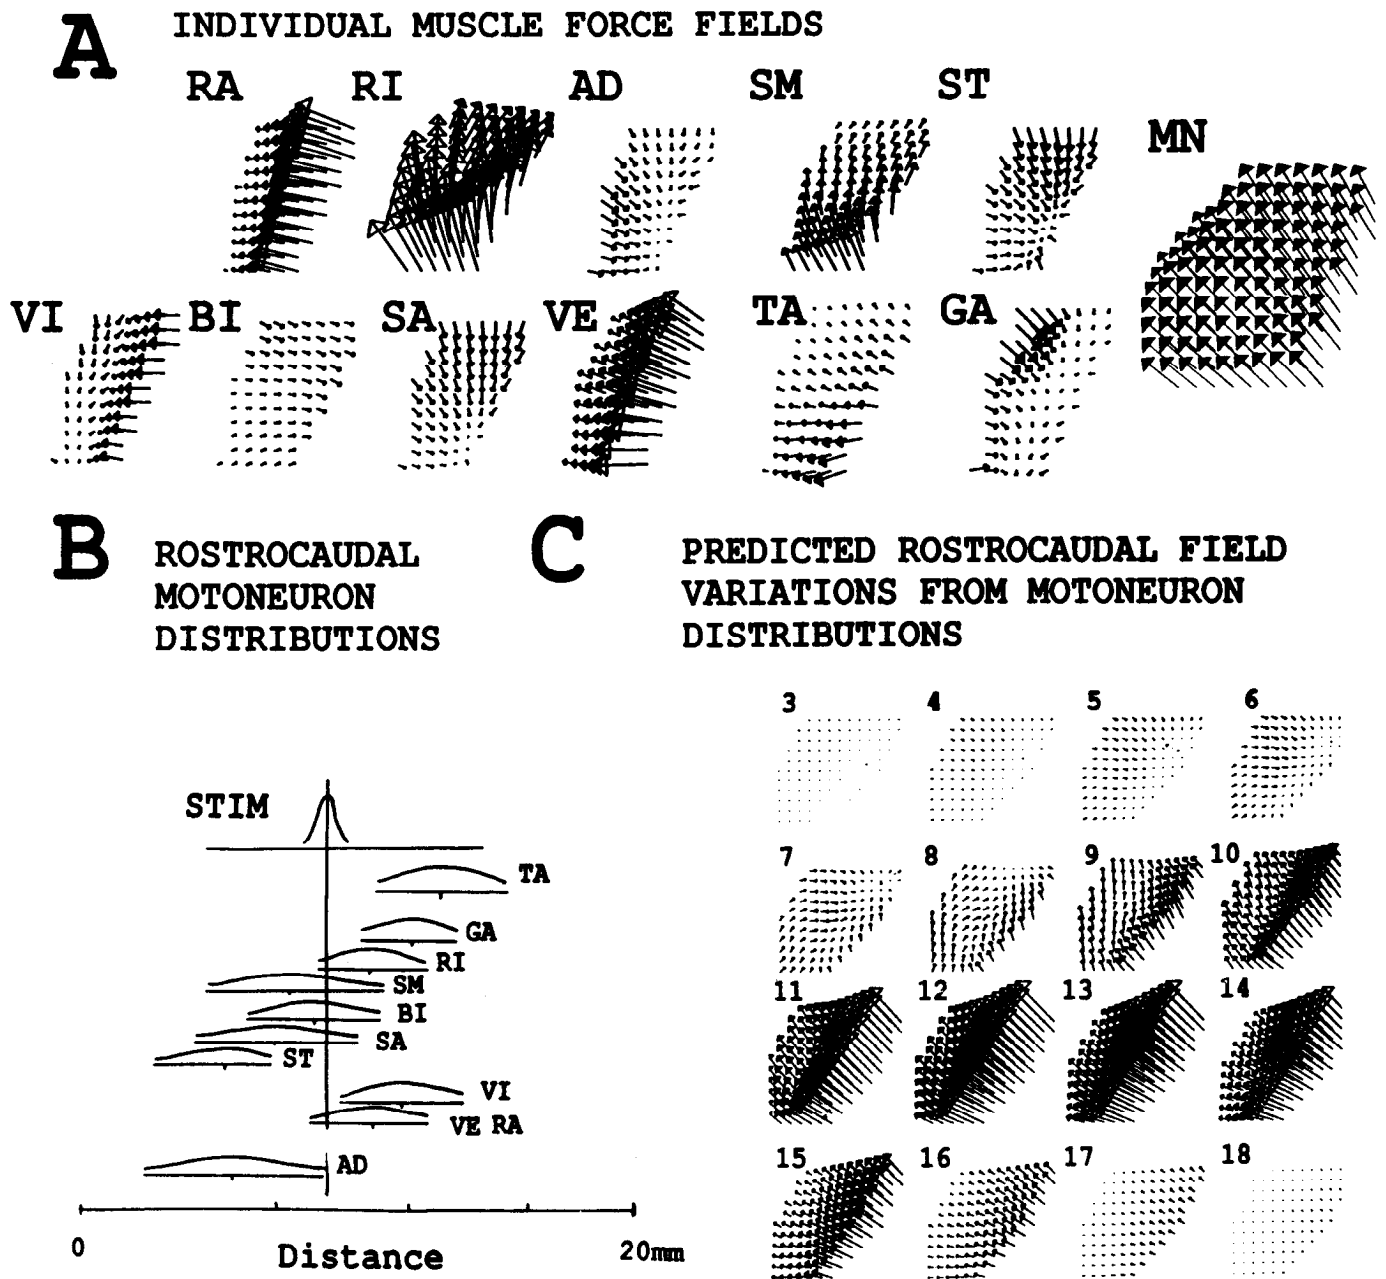 A
INDIVIDUAL MUSCLE FORCE FIELDS
RA
RI
AD
SM
ST
MN
VI
BI
SA
VE
TA
GA
B
ROSTROCAUDAL
MOTONEURON
DISTRIBUTIONS
STIM
TA
GA
RI
SM
BI
SA
ST
VI
VE RA
AD
0
Distance
20mm
C
PREDICTED ROSTROCAUDAL FIELD
VARIATIONS FROM MOTONEURON
DISTRIBUTIONS
3
4
5
6
7
8
9
10
11
12
13
14
15
16
17
18